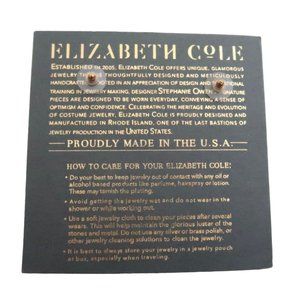 ELIZABETH COLE
ESTABLISHED IN 2005, ELIZABETH COLE OFFERS UNIQUE, GLAMOROUS
JEWELRY THOUGHTFULLY DESIGNED AND METICULOUSLY
HANDCRAFTED. IN AN APPRECIATION OF DESIGN AND
TRAINING IN JEWELRY MAKING, DESIGNER STEPHANIE SIGNATURE
PIECES ARE DESIGNED TO BE WORN EVERYDAY, CONVEYING A SENSE OF
OPTIMISM AND CONFIDENCE. CELEBRATING THE HERITAGE AND EVOLUTION
OF COSTUME JEWELRY, ELIZABETH COLE IS PROUDLY DESIGNED AND
MANUFACTURED IN RHODE ISLAND, ONE OF THE LAST BASTIONS OF
JEWELRY PRODUCTION IN THE UNITED STATES.
PROUDLY MADE IN THE U.S.A.
HOW TO CARE FOR YOUR ELIZABETH COLE:
• Do your best to keep jewelry out of contact with any oil or
alcohol based products like perfume, hairspray or lotion.
These may tarnish the plating.
• Avoid getting the jewelry wet and do not wear in the
shower or while working out.
• Use a soft jewelry cloth to clean your pieces after several
wears. This will help maintain the glorious luster of the
stones and metal. Do not use any silver or brass polish, or
other jewelry cleaning solutions to clean the jewelry.
• It is best to always store your jewelry in a jewelry pouch
or box, especially when traveling.